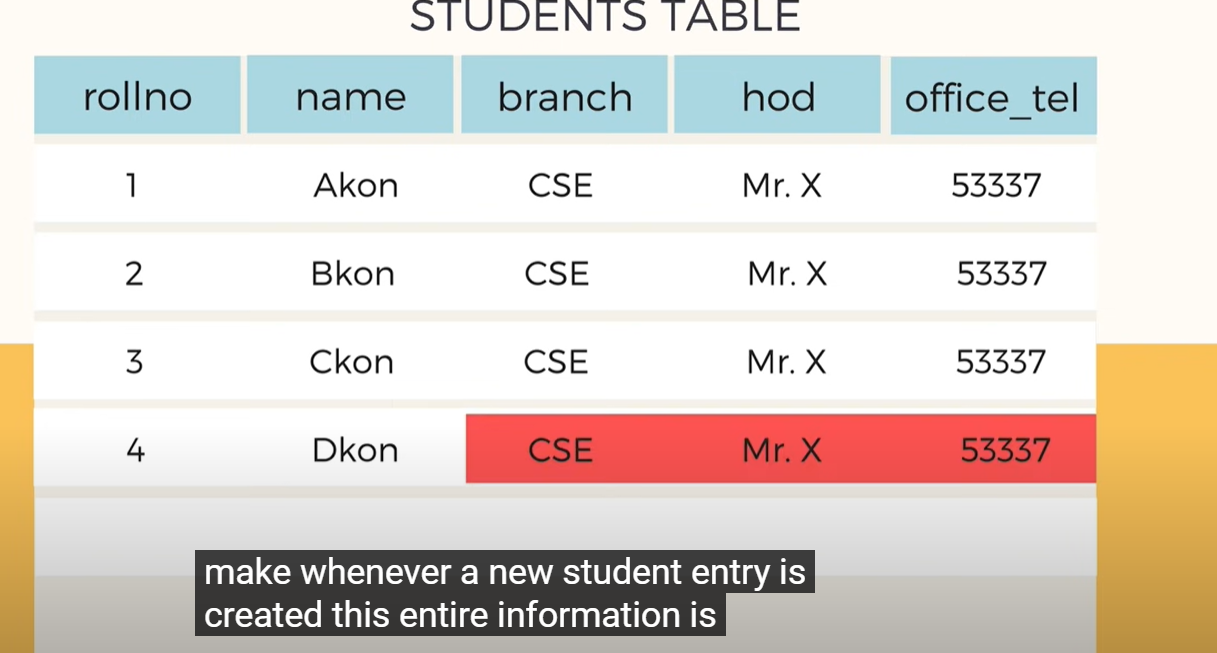 STUDENTS TABLE
rollno name branch hod office_tel
1 Akon CSE Mr. X 53337
2 Bkon CSE Mr. X 53337
3 Ckon CSE Mr. X 53337
4 Dkon CSE Mr. X 53337
make whenever a new student entry is
created this entire information is